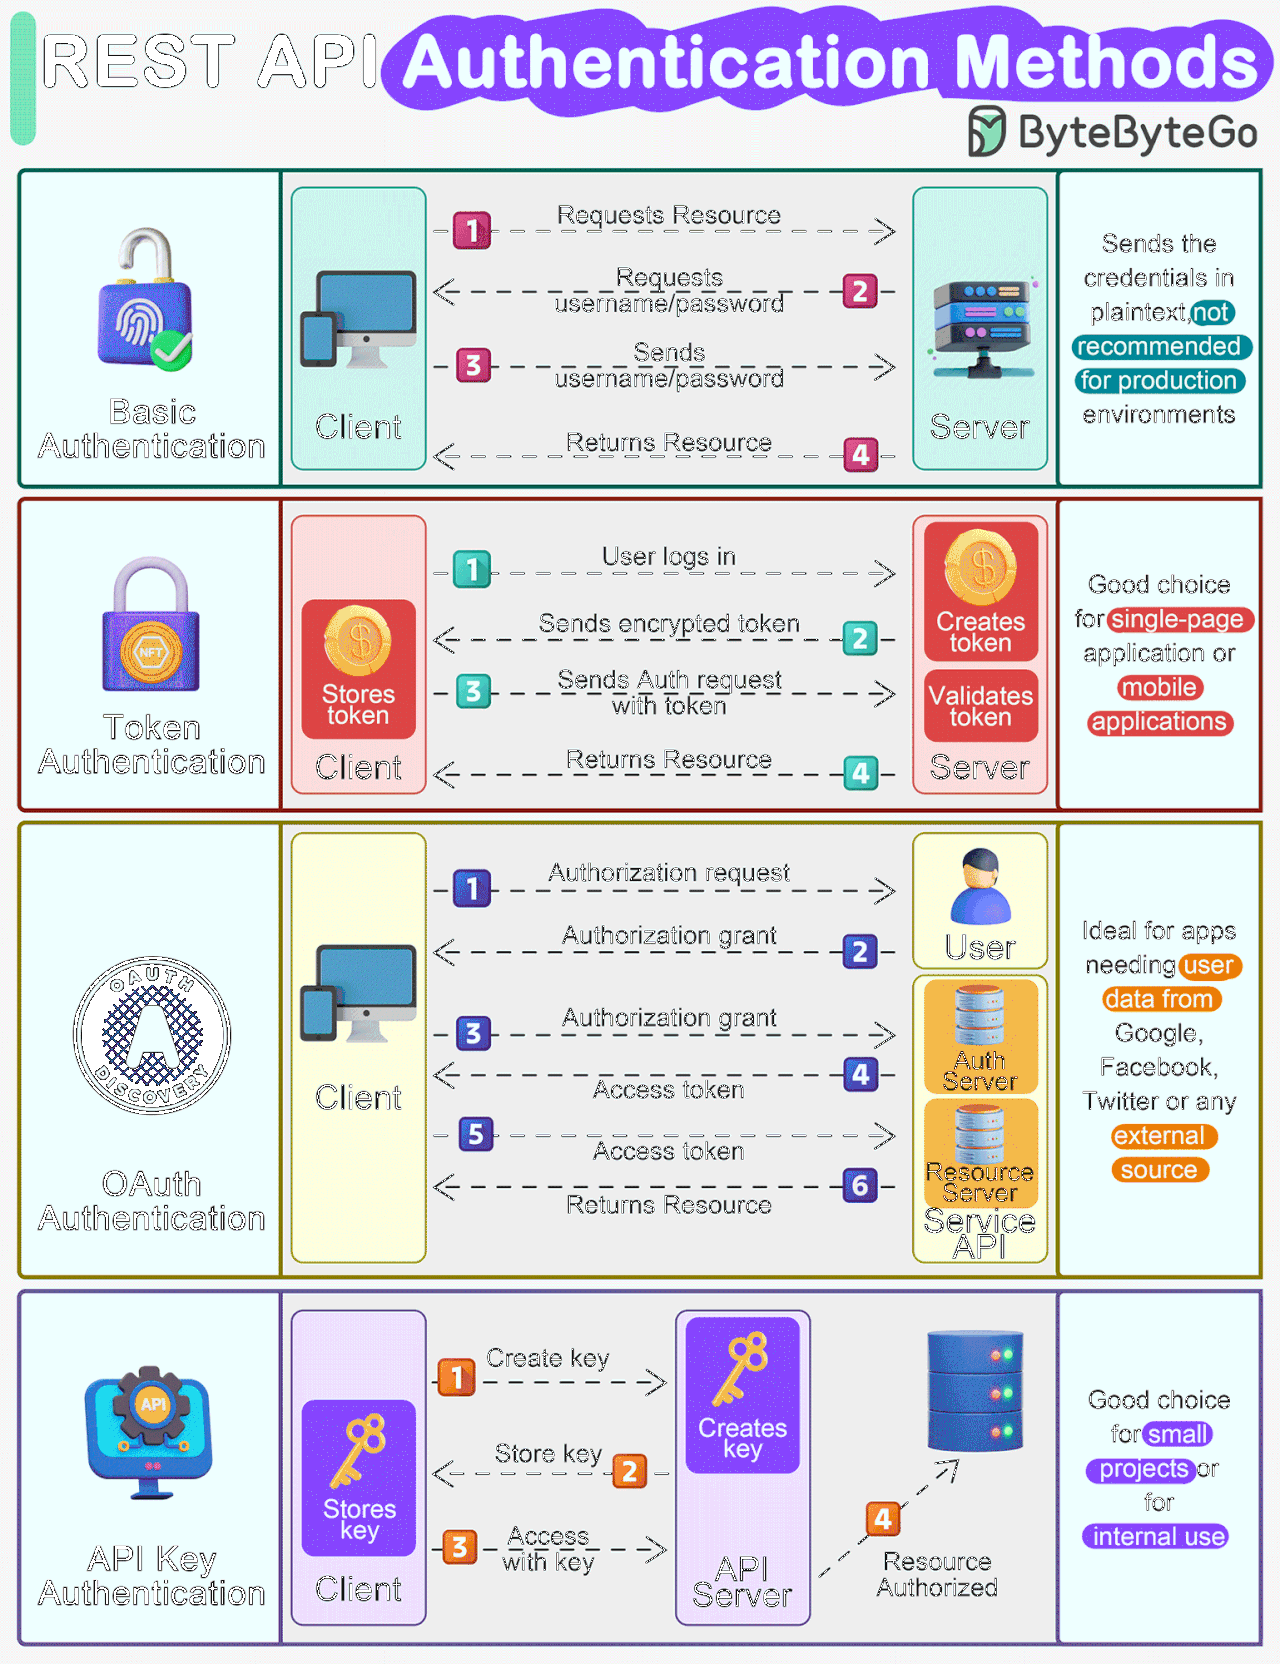 REST API Authentication Methods
ByteByteGo
Basic
Authentication
Client
1
Requests Resource
Requests
username/password
2
3
Sends
username/password
Returns Resource
4
Server
Sends the
credentials in
plaintext,not
recommended
for production
environments
NFT
Token
Authentication
Stores
token
Client
1
User logs in
Sends encrypted token
2
3
Sends Auth request
with token
Returns Resource
4
Creates
token
Validates
token
Server
Good choice
for single-page
application or
mobile
applications
OAUTH
DISCOVERY
OAuth
Authentication
Client
1
Authorization request
Authorization grant
2
3
Authorization grant
4
Access token
5
Access token
6
Returns Resource
User
Auth
Server
Resource
Server
Service
API
Ideal for apps
needing user
data from
Google,
Facebook,
Twitter or any
external
source
API
API Key
Authentication
Stores
key
Client
1
Create key
Store key
2
3
Access
with key
Creates
key
API
Server
4
Resource
Authorized
Good choice
for small
projects or
for
internal use